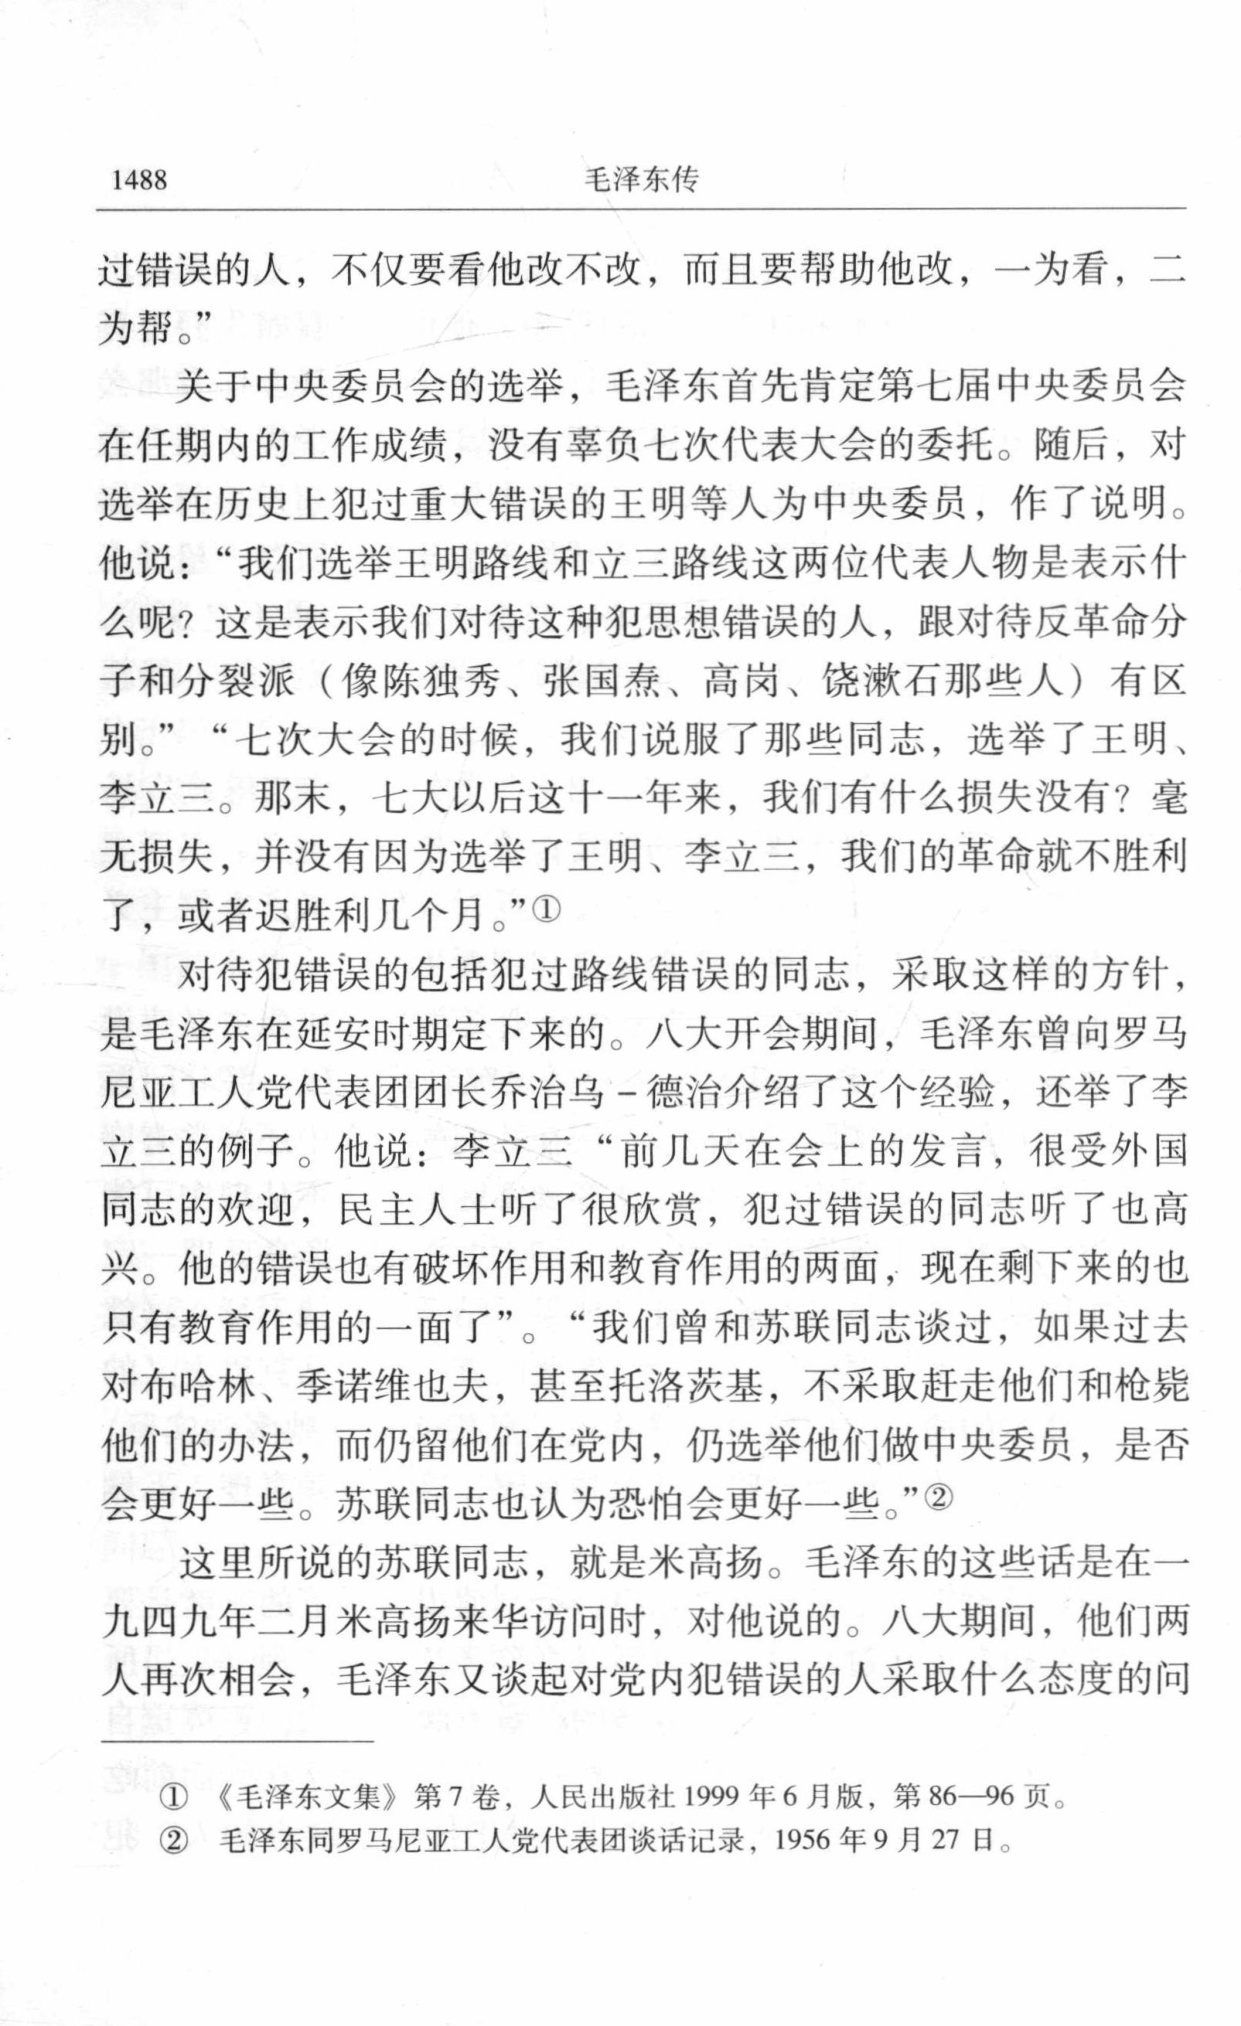 1488
毛泽东传
过错误的人，不仅要看他改不改，而且要帮助他改，一为看，二
为帮。”
关于中央委员会的选举，毛泽东首先肯定第七届中央委员会
在任期内的工作成绩，没有辜负七次代表大会的委托。随后，对
选举在历史上犯过重大错误的王明等人为中央委员，作了说明。
他说：“我们选举王明路线和立三路线这两位代表人物是表示什
么呢？这是表示我们对待这种犯思想错误的人，跟对待反革命分
子和分裂派（像陈独秀、张国焘、高岗、饶漱石那些人）有区
别。”“七次大会的时候，我们说服了那些同志，选举了王明、
李立三。那末，七大以后这十一年来，我们有什么损失没有？毫
无损失，并没有因为选举了王明、李立三，我们的革命就不胜利
了，或者迟胜利几个月。”①
对待犯错误的包括犯过路线错误的同志，采取这样的方针，
是毛泽东在延安时期定下来的。八大开会期间，毛泽东曾向罗马
尼亚工人党代表团团长乔治乌－德治介绍了这个经验，还举了李
立三的例子。他说：李立三“前几天在会上的发言，很受外国
同志的欢迎，民主人士听了很欣赏，犯过错误的同志听了也高
兴。他的错误也有破坏作用和教育作用的两面，现在剩下来的也
只有教育作用的一面了”。“我们曾和苏联同志谈过，如果过去
对布哈林、季诺维也夫，甚至托洛茨基，不采取赶走他们和枪毙
他们的办法，而仍留他们在党内，仍选举他们做中央委员，是否
会更好一些。苏联同志也认为恐怕会更好一些。”②
这里所说的苏联同志，就是米高扬。毛泽东的这些话是在一
九四九年二月米高扬来华访问时，对他说的。八大期间，他们两
人再次相会，毛泽东又谈起对党内犯错误的人采取什么态度的问
① 《毛泽东文集》第7卷，人民出版社1999年6月版，第86—96页。
② 毛泽东同罗马尼亚工人党代表团谈话记录，1956年9月27日。